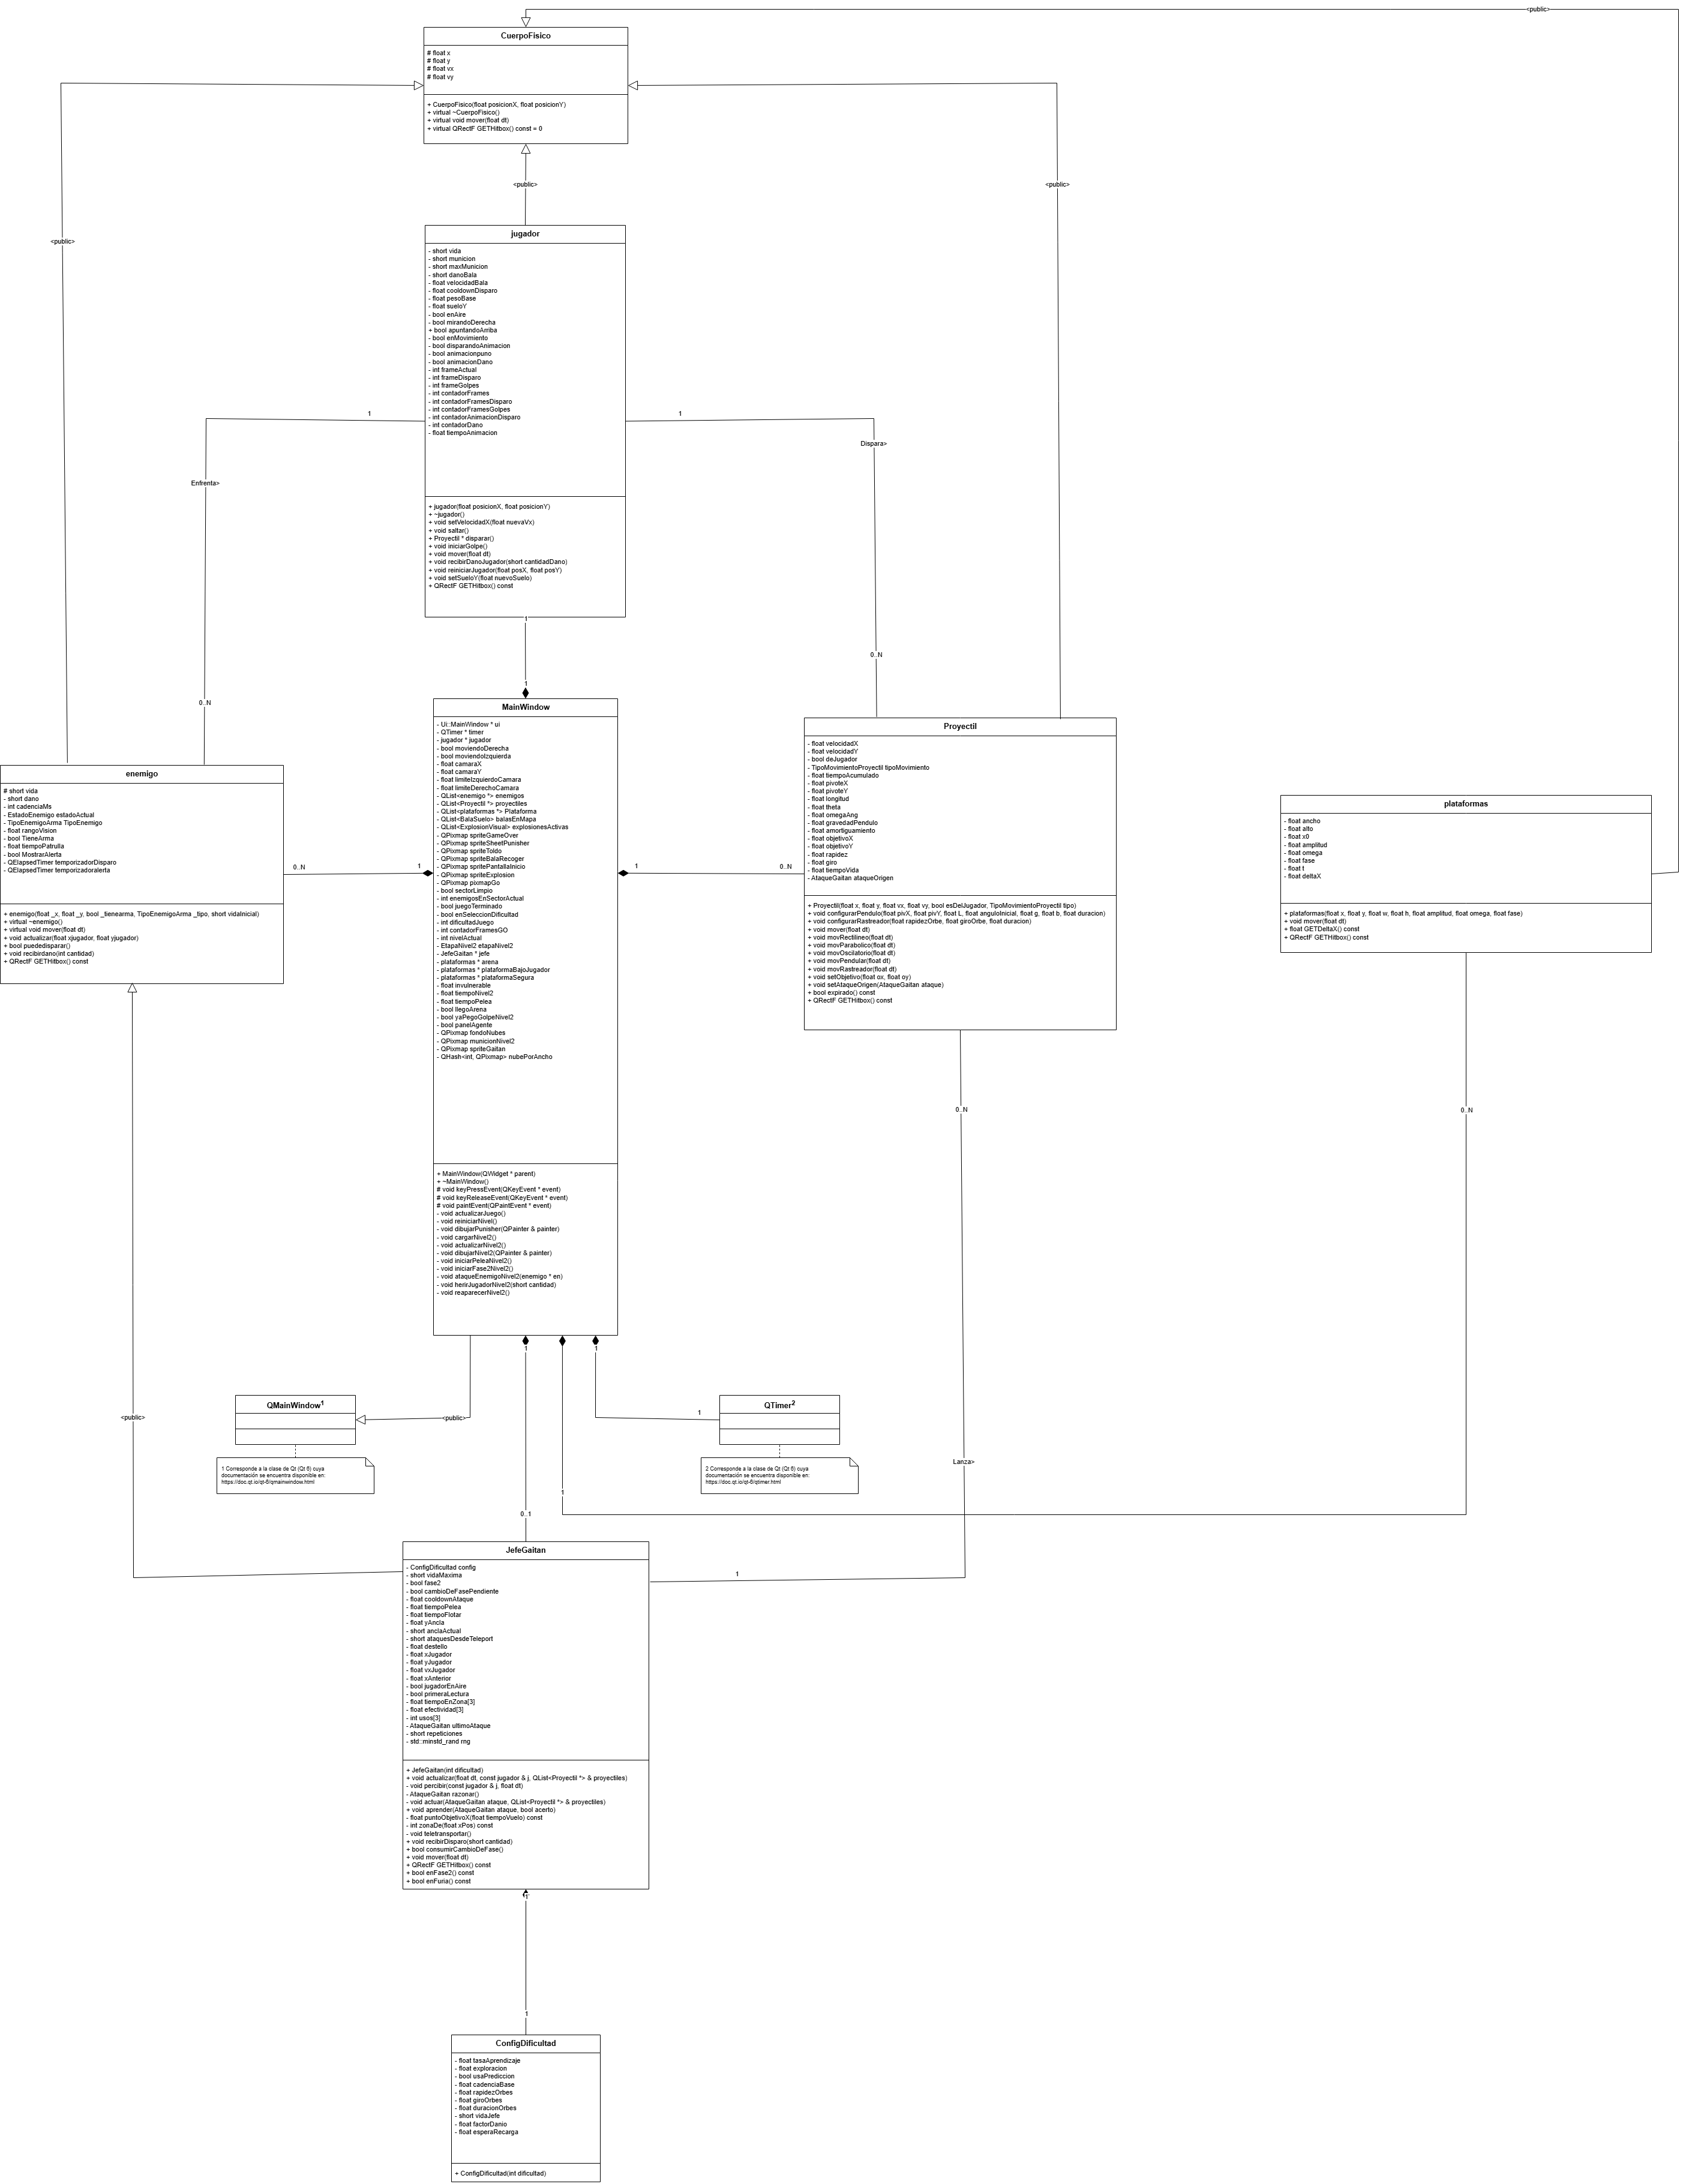 <public>
CuerpoFisico
# float x
# float y
# float vx
# float vy
+ CuerpoFisico(float posicionX, float posicionY)
+ virtual ~CuerpoFisico()
+ virtual void mover(float dt)
+ virtual QRectF GETHitbox() const = 0
<public>
<public>
<public>
jugador
- short vida
- short municion
- short maxMunicion
- short danoBala
- float velocidadBala
- float cooldownDisparo
- float pesoBase
- float sueloY
- bool enAire
- bool mirandoDerecha
+ bool apuntandoArriba
- bool enMovimiento
- bool disparandoAnimacion
- bool animacionpuno
- bool animacionDano
- int frameActual
- int frameDisparo
- int frameGolpes
- int contadorFrames
- int contadorFramesDisparo
- int contadorFramesGolpes
- int contadorAnimacionDisparo
- int contadorDano
- float tiempoAnimacion
+ jugador(float posicionX, float posicionY)
+ ~jugador()
+ void setVelocidadX(float nuevaVx)
+ void saltar()
+ Proyectil * disparar()
+ void iniciarGolpe()
+ void mover(float dt)
+ void recibirDanoJugador(short cantidadDano)
+ void reiniciarJugador(float posX, float posY)
+ void setSueloY(float nuevoSuelo)
+ QRectF GETHitbox() const
1
1
Dispara>
Enfrenta>
0..N
0..N
1
1
MainWindow
- Ui::MainWindow * ui
- QTimer * timer
- jugador * jugador
- bool moviendoDerecha
- bool moviendoIzquierda
- float camaraX
- float camaraY
- float limiteIzquierdoCamara
- float limiteDerechoCamara
- QList<enemigo *> enemigos
- QList<Proyectil *> proyectiles
- QList<plataformas *> Plataforma
- QList<BalaSuelo> balasEnMapa
- QList<ExplosionVisual> explosionesActivas
- QPixmap spriteGameOver
- QPixmap spriteSheetPunisher
- QPixmap spriteToldo
- QPixmap spriteBalaRecoger
- QPixmap spritePantallaInicio
- QPixmap spriteExplosion
- QPixmap pixmapGo
- bool sectorLimpio
- int enemigosEnSectorActual
- bool juegoTerminado
- bool enSeleccionDificultad
- int dificultadJuego
- int contadorFramesGO
- int nivelActual
- EtapaNivel2 etapaNivel2
- JefeGaitan * jefe
- plataformas * arena
- plataformas * plataformaBajoJugador
- plataformas * plataformaSegura
- float invulnerable
- float tiempoNivel2
- float tiempoPelea
- bool llegoArena
- bool yaPegoGolpeNivel2
- bool panelAgente
- QPixmap fondoNubes
- QPixmap municionNivel2
- QPixmap spriteGaitan
- QHash<int, QPixmap> nubePorAncho
+ MainWindow(QWidget * parent)
+ ~MainWindow()
# void keyPressEvent(QKeyEvent * event)
# void keyReleaseEvent(QKeyEvent * event)
# void paintEvent(QPaintEvent * event)
- void actualizarJuego()
- void reiniciarNivel()
- void dibujarPunisher(QPainter & painter)
- void cargarNivel2()
- void actualizarNivel2()
- void dibujarNivel2(QPainter & painter)
- void iniciarPeleaNivel2()
- void iniciarFase2Nivel2()
- void ataqueEnemigoNivel2(enemigo * en)
- void herirJugadorNivel2(short cantidad)
- void reaparecerNivel2()
Proyectil
- float velocidadX
- float velocidadY
- bool deJugador
- TipoMovimientoProyectil tipoMovimiento
- float tiempoAcumulado
- float pivoteX
- float pivoteY
- float longitud
- float theta
- float omegaAng
- float gravedadPendulo
- float amortiguamiento
- float objetivoX
- float objetivoY
- float rapidez
- float giro
- float tiempoVida
- AtaqueGaitan ataqueOrigen
+ Proyectil(float x, float y, float vx, float vy, bool esDelJugador, TipoMovimientoProyectil tipo)
+ void configurarPendulo(float pivX, float pivY, float L, float anguloInicial, float g, float b, float duracion)
+ void configurarRastreador(float rapidezOrbe, float giroOrbe, float duracion)
+ void mover(float dt)
+ void movRectilineo(float dt)
+ void movParabolico(float dt)
+ void movOscilatorio(float dt)
+ void movPendular(float dt)
+ void movRastreador(float dt)
+ void setObjetivo(float ox, float oy)
+ void setAtaqueOrigen(AtaqueGaitan ataque)
+ bool expirado() const
+ QRectF GETHitbox() const
enemigo
# short vida
- short dano
- int cadenciaMs
- EstadoEnemigo estadoActual
- TipoEnemigoArma TipoEnemigo
- float rangoVision
- bool TieneArma
- float tiempoPatrulla
- bool MostrarAlerta
- QElapsedTimer temporizadorDisparo
- QElapsedTimer temporizadoralerta
+ enemigo(float _x, float _y, bool _tienearma, TipoEnemigoArma _tipo, short vidaInicial)
+ virtual ~enemigo()
+ virtual void mover(float dt)
+ void actualizar(float xjugador, float yjugador)
+ bool puededisparar()
+ void recibirdano(int cantidad)
+ QRectF GETHitbox() const
plataformas
- float ancho
- float alto
- float x0
- float amplitud
- float omega
- float fase
- float t
- float deltaX
+ plataformas(float x, float y, float w, float h, float amplitud, float omega, float fase)
+ void mover(float dt)
+ float GETDeltaX() const
+ QRectF GETHitbox() const
0..N
1
1
0..N
0..N
0..N
1
1
QMainWindow1
<public>
<public>
1
QTimer2
1 Corresponde a la clase de Qt (Qt 6) cuya
documentación se encuentra disponible en:
https://doc.qt.io/qt-6/qmainwindow.html
2 Corresponde a la clase de Qt (Qt 6) cuya
documentación se encuentra disponible en:
https://doc.qt.io/qt-6/qtimer.html
Lanza>
1
0..1
JefeGaitan
- ConfigDificultad config
- short vidaMaxima
- bool fase2
- bool cambioDeFasePendiente
- float cooldownAtaque
- float tiempoPelea
- float tiempoFlotar
- float yAncla
- short anclaActual
- short ataquesDesdeTeleport
- float destello
- float xJugador
- float yJugador
- float vxJugador
- float xAnterior
- bool jugadorEnAire
- bool primeraLectura
- float tiempoEnZona[3]
- float efectividad[3]
- int usos[3]
- AtaqueGaitan ultimoAtaque
- short repeticiones
- std::minstd_rand rng
+ JefeGaitan(int dificultad)
+ void actualizar(float dt, const jugador & j, QList<Proyectil *> & proyectiles)
- void percibir(const jugador & j, float dt)
- AtaqueGaitan razonar()
- void actuar(AtaqueGaitan ataque, QList<Proyectil *> & proyectiles)
+ void aprender(AtaqueGaitan ataque, bool acerto)
- float puntoObjetivoX(float tiempoVuelo) const
- int zonaDe(float xPos) const
- void teletransportar()
+ void recibirDisparo(short cantidad)
+ bool consumirCambioDeFase()
+ void mover(float dt)
+ QRectF GETHitbox() const
+ bool enFase2() const
+ bool enFuria() const
1
1
1
ConfigDificultad
- float tasaAprendizaje
- float exploracion
- bool usaPrediccion
- float cadenciaBase
- float rapidezOrbes
- float giroOrbes
- float duracionOrbes
- short vidaJefe
- float factorDanio
- float esperaRecarga
+ ConfigDificultad(int dificultad)